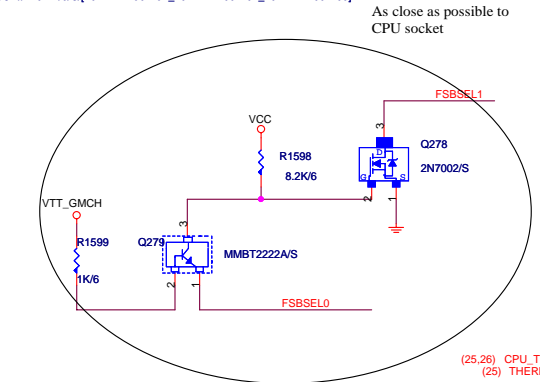 As close as possible to
CPU socket
FSBSEL1
VCC
3
Q278
R1598
D
2N7002/S
8.2K/6
G
S
2
1
VTT_GMCH
3
R1599
Q279
MMBT2222A/S
1K/6
2
1
FSBSEL0
(25,26) CPU_T
(25) THER